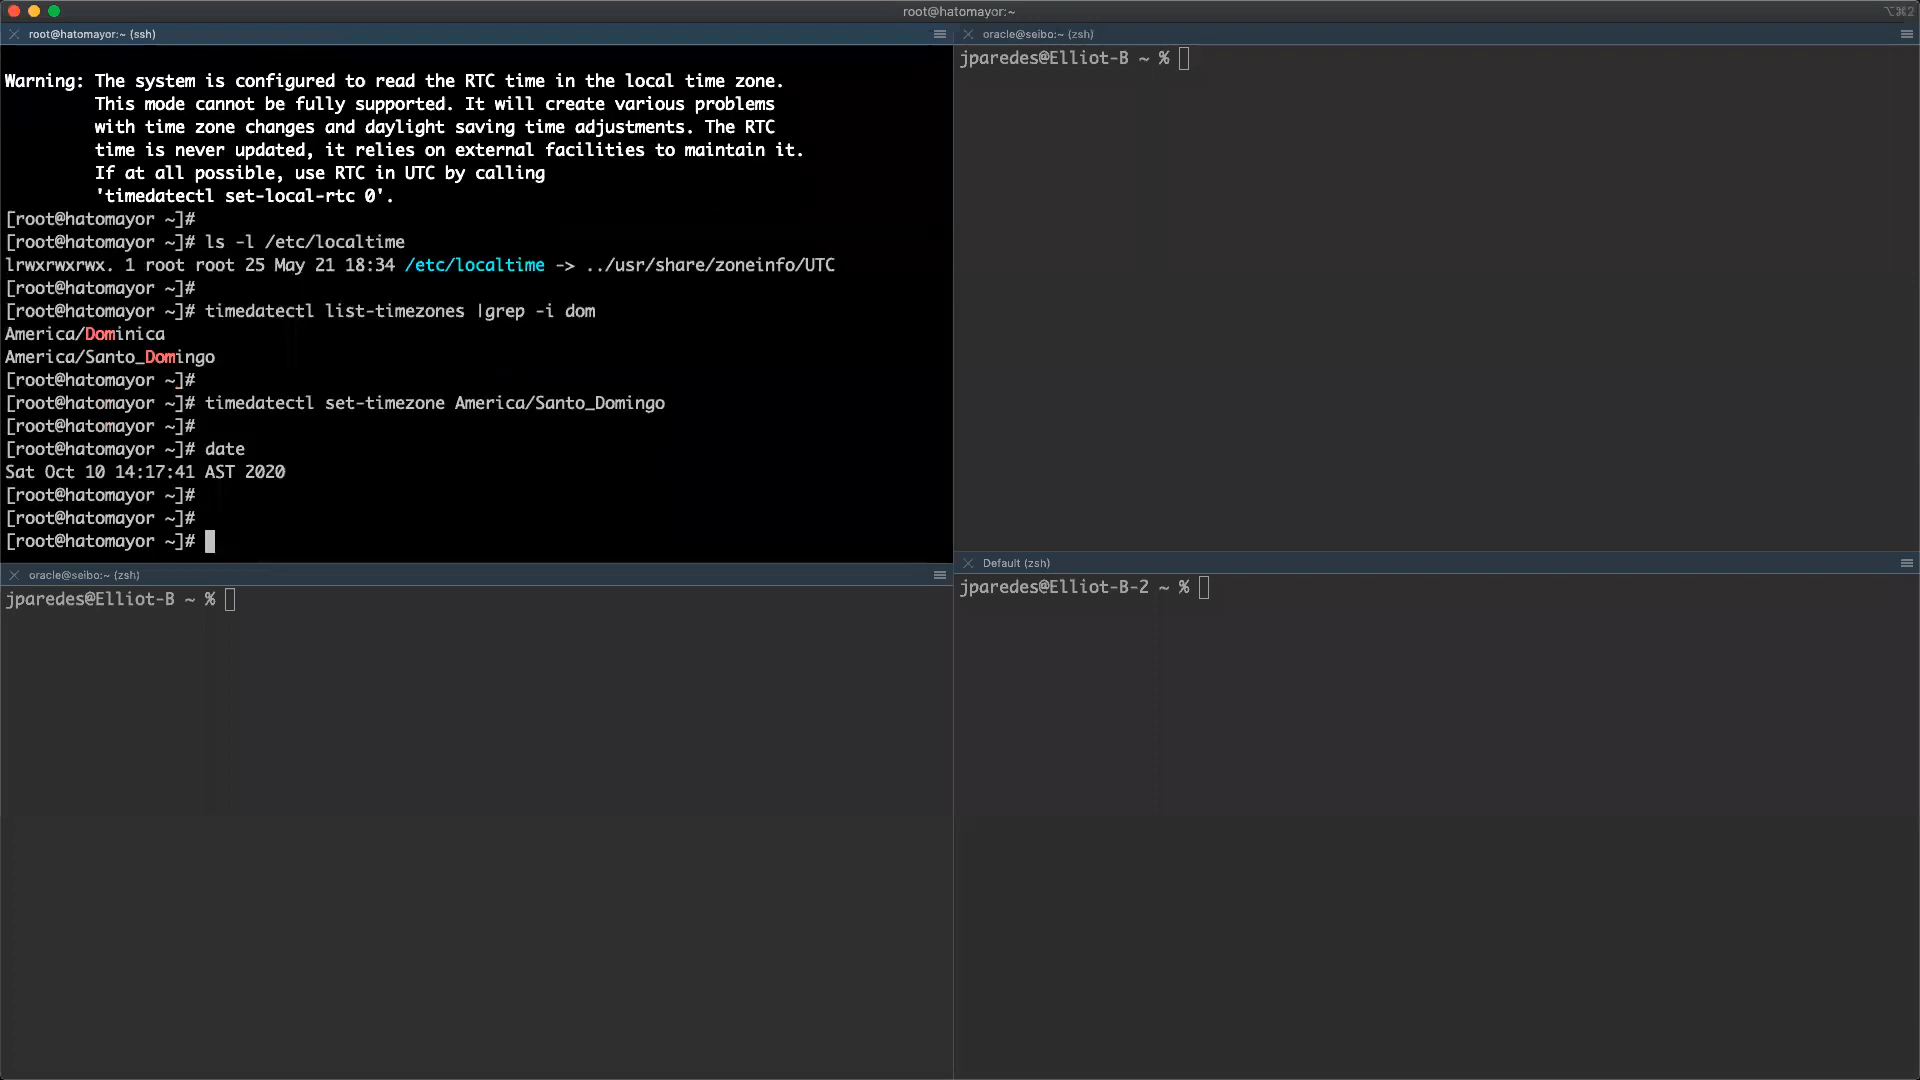 root@hatomayor:~
⌥⌘2
root@hatomayor:~ (ssh)
Warning: The system is configured to read the RTC time in the local time zone.
This mode cannot be fully supported. It will create various problems
with time zone changes and daylight saving time adjustments. The RTC
time is never updated, it relies on external facilities to maintain it.
If at all possible, use RTC in UTC by calling
'timedatectl set-local-rtc 0'.
[root@hatomayor ~]#
[root@hatomayor ~]# ls -l /etc/localtime
lrwxrwxrwx. 1 root root 25 May 21 18:34 /etc/localtime -> ../usr/share/zoneinfo/UTC
[root@hatomayor ~]#
[root@hatomayor ~]# timedatectl list-timezones |grep -i dom
America/Dominica
America/Santo_Domingo
[root@hatomayor ~]#
[root@hatomayor ~]# timedatectl set-timezone America/Santo_Domingo
[root@hatomayor ~]#
[root@hatomayor ~]# date
Sat Oct 10 14:17:41 AST 2020
[root@hatomayor ~]#
[root@hatomayor ~]#
[root@hatomayor ~]#
oracle@seibo:~ (zsh)
jparedes@Elliot-B ~ %
oracle@seibo:~ (zsh)
jparedes@Elliot-B ~ %
Default (zsh)
jparedes@Elliot-B-2 ~ %